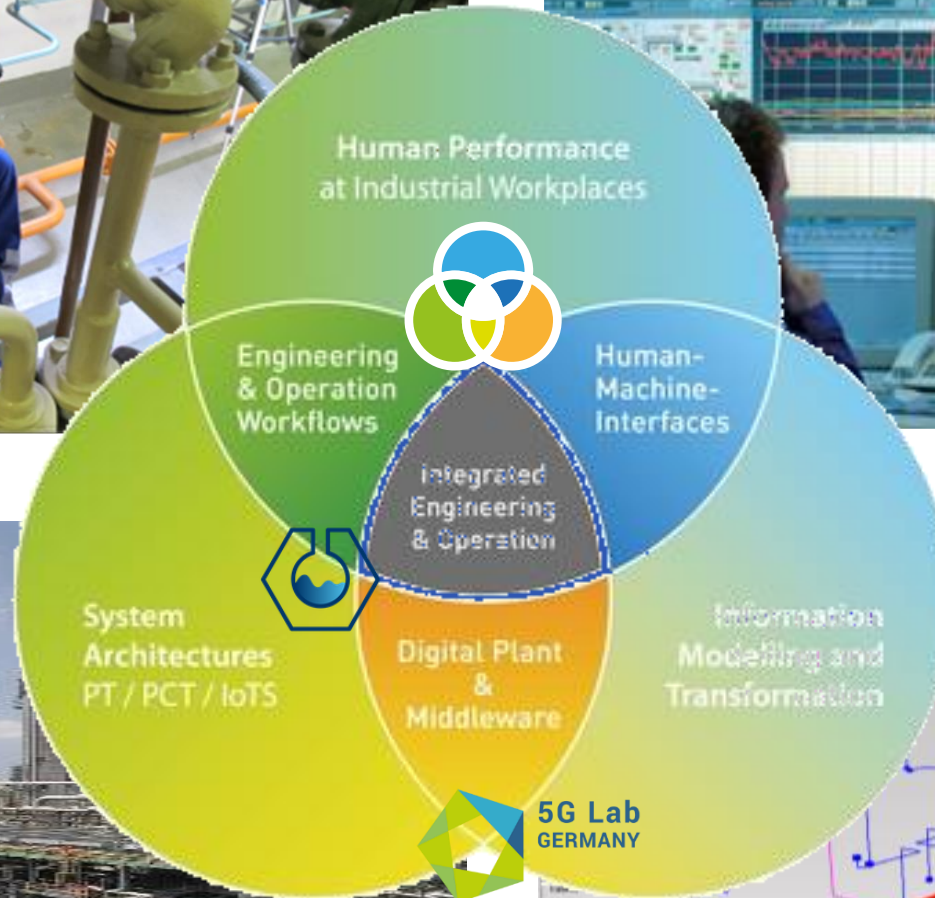 Human Performance
at Industrial Workplaces
Engineering
& Operation
Workflows
Human-
Machine-
Interfaces
integrated
Engineering
& Operation
System
Architectures
PT / PCT / IoTS
Digital Plant
&
Middleware
Information
Modelling and
Transformation
5G Lab
GERMANY